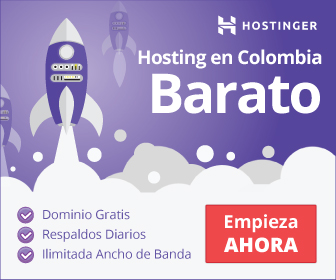 HOSTINGER
Hosting en Colombia
Barato
Dominio Gratis
Respaldos Diarios
Ilimitada Ancho de Banda
Empieza
AHORA